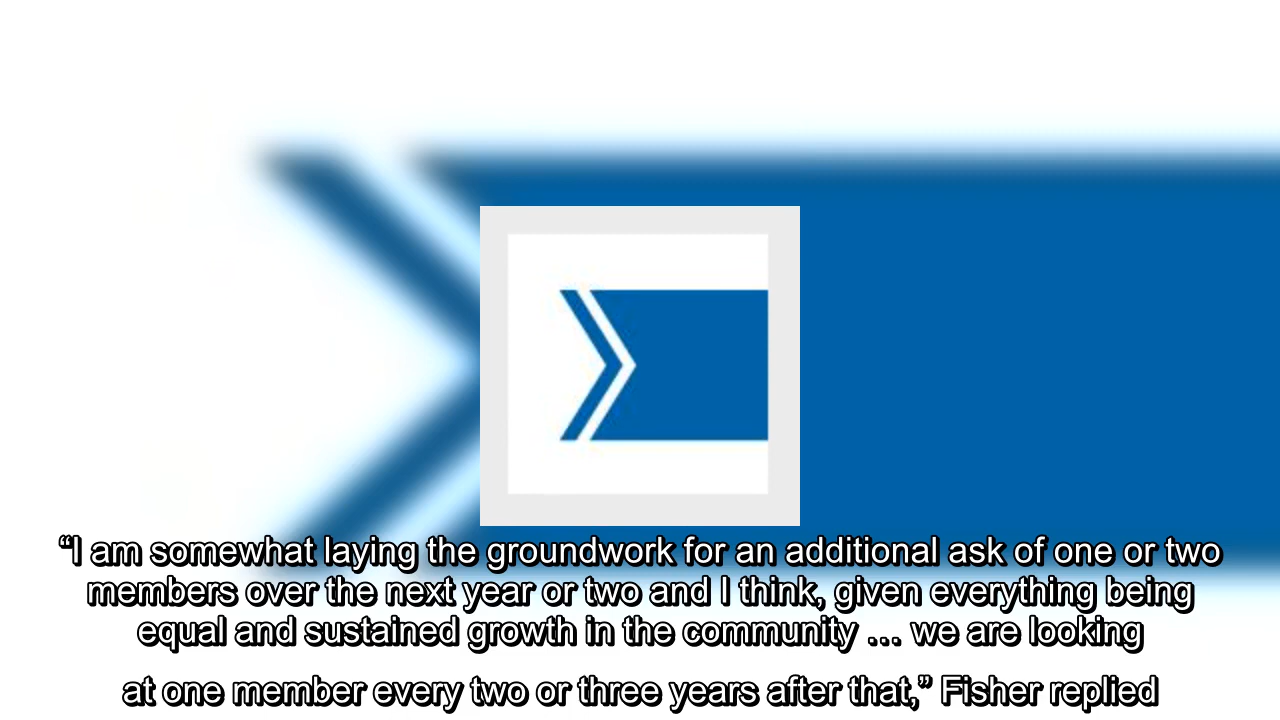 “I am somewhat laying the groundwork for an additional ask of one or two
members over the next year or two and I think, given everything being
equal and sustained growth in the community … we are looking
at one member every two or three years after that,” Fisher replied